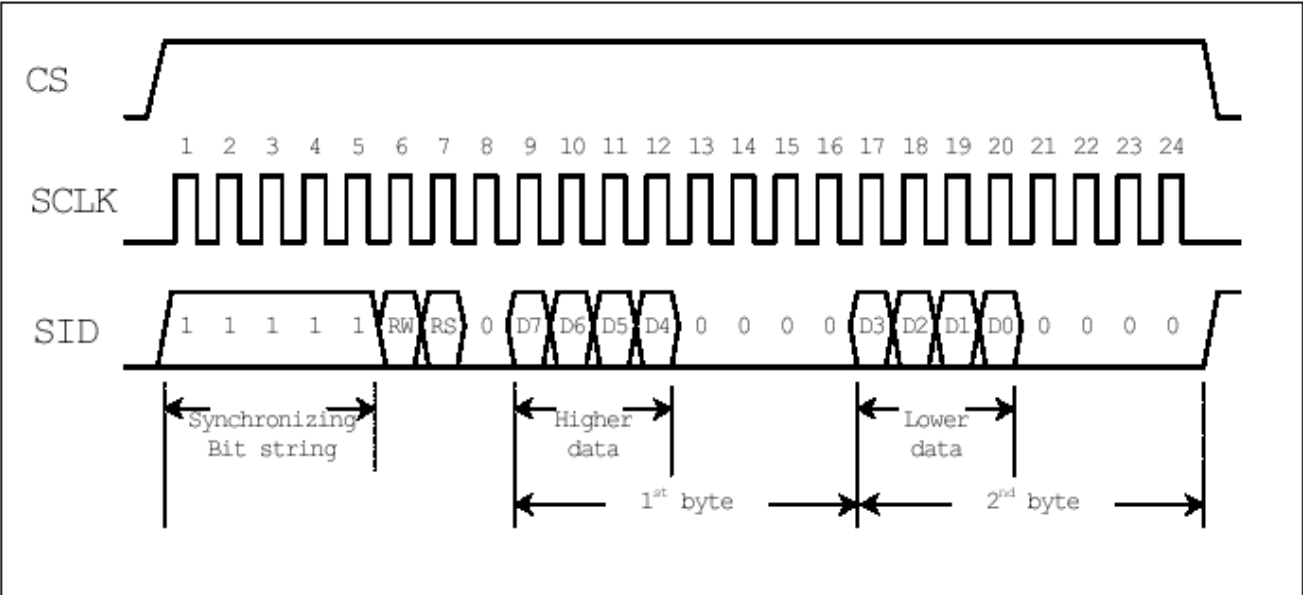 CS
1 2 3 4 5 6 7 8 9 10 11 12 13 14 15 16 17 18 19 20 21 22 23 24
SCLK
SID 1 1 1 1 1 RW RS 0 D7 D6 D5 D4 0 0 0 0 D3 D2 D1 D0 0 0 0 0
Synchronizing
Bit string
Higher
data
Lower
data
1st byte
2nd byte